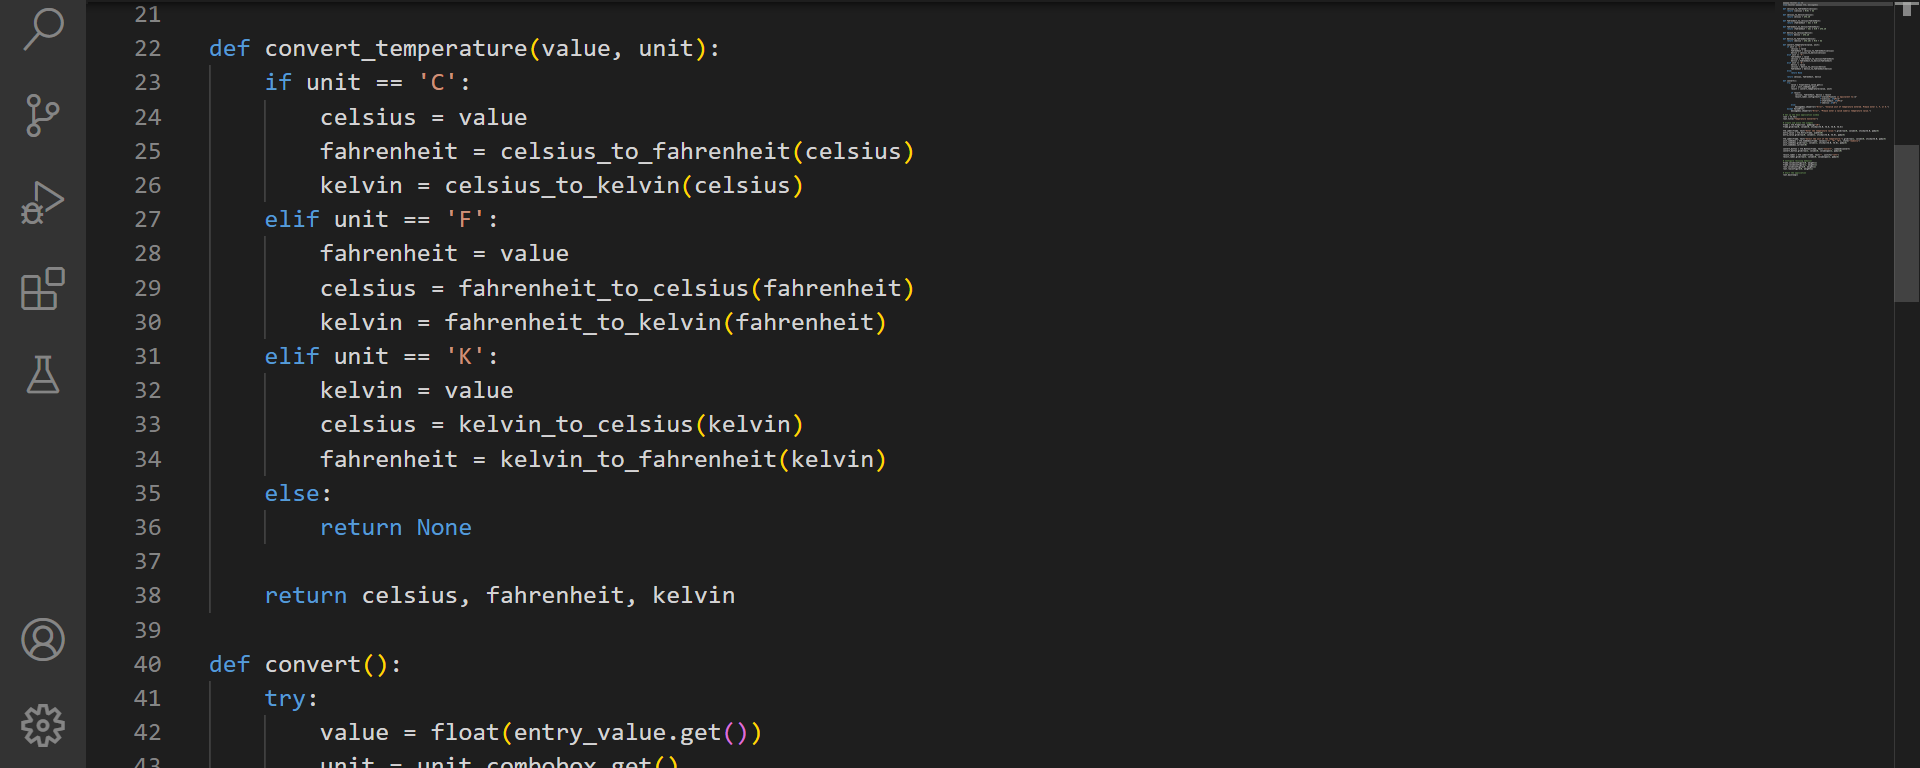 21
22 def convert_temperature(value, unit):
23     if unit == 'C':
24         celsius = value
25         fahrenheit = celsius_to_fahrenheit(celsius)
26         kelvin = celsius_to_kelvin(celsius)
27     elif unit == 'F':
28         fahrenheit = value
29         celsius = fahrenheit_to_celsius(fahrenheit)
30         kelvin = fahrenheit_to_kelvin(fahrenheit)
31     elif unit == 'K':
32         kelvin = value
33         celsius = kelvin_to_celsius(kelvin)
34         fahrenheit = kelvin_to_fahrenheit(kelvin)
35     else:
36         return None
37
38     return celsius, fahrenheit, kelvin
39
40 def convert():
41     try:
42         value = float(entry_value.get())
43         unit = unit_combobox.get()